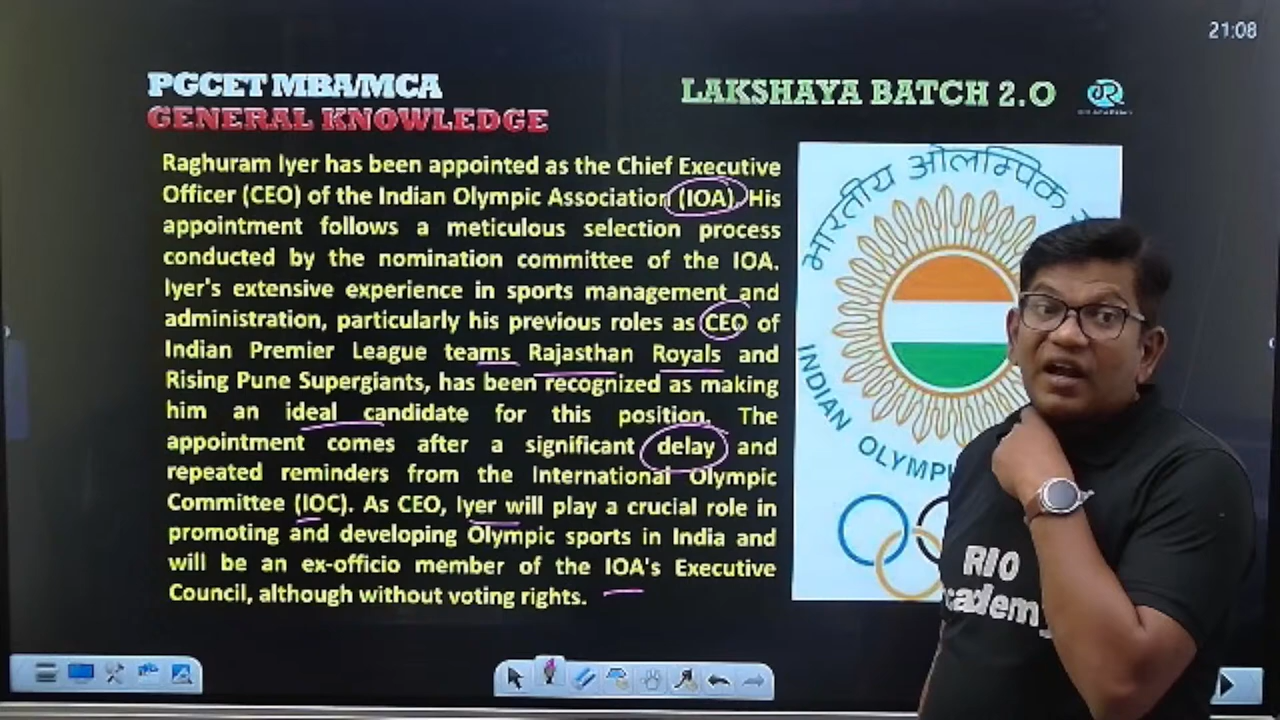 21:08
PGCET MBA/MCA
LAKSHAYA BATCH 2.O
GENERAL KNOWLEDGE
Raghuram Iyer has been appointed as the Chief Executive
Officer (CEO) of the Indian Olympic Association (IOA). His
appointment follows a meticulous selection process
conducted by the nomination committee of the IOA.
Iyer's extensive experience in sports management and
administration, particularly his previous roles as CEO of
Indian Premier League teams Rajasthan Royals and
Rising Pune Supergiants, has been recognized as making
him an ideal candidate for this position. The
appointment comes after a significant delay and
repeated reminders from the International Olympic
Committee (IOC). As CEO, Iyer will play a crucial role in
promoting and developing Olympic sports in India and
will be an ex-officio member of the IOA's Executive
Council, although without voting rights.
भारतीय ओलम्पिक
INDIAN OLYMPI
RIO
cademy